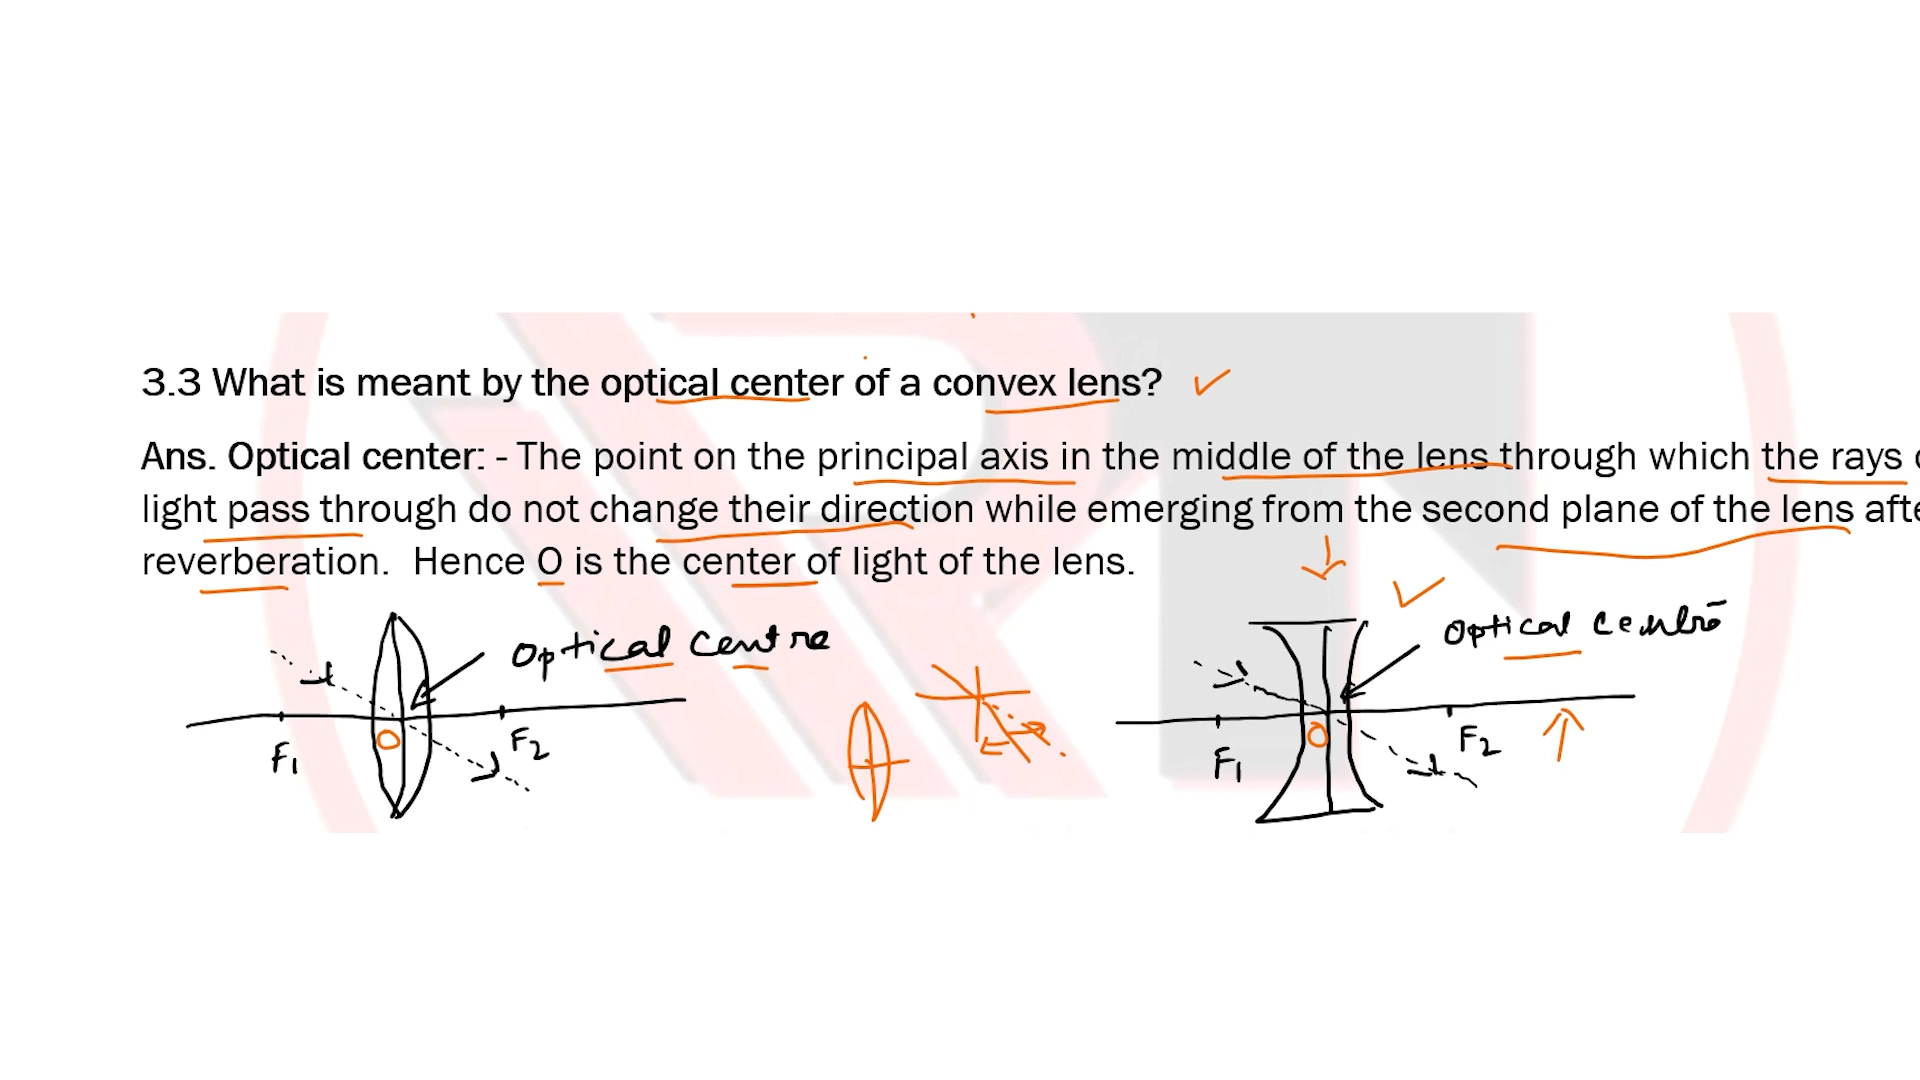 3.3 What is meant by the optical center of a convex lens?
Ans. Optical center: - The point on the principal axis in the middle of the lens through which the rays
light pass through do not change their direction while emerging from the second plane of the lens afte
reverberation. Hence O is the center of light of the lens.
Optical centre
Optical centre
O
F2
F1
O
F2
F1